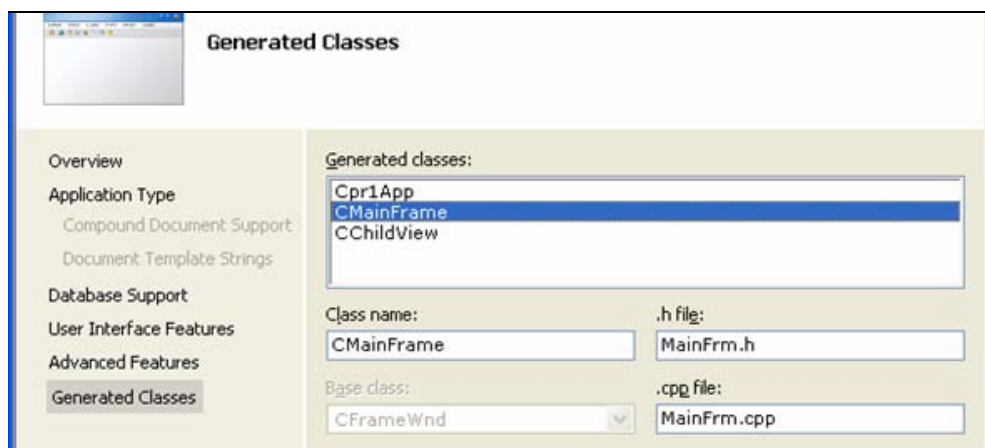 Generated Classes
Overview
Application Type
Compound Document Support
Document Template Strings
Database Support
User Interface Features
Advanced Features
Generated Classes
Generated classes:
Cpr1App
CMainFrame
CChildView
Class name:
CMainFrame
.h file:
MainFrm.h
Base class:
CFrameWnd
.cpp file:
MainFrm.cpp